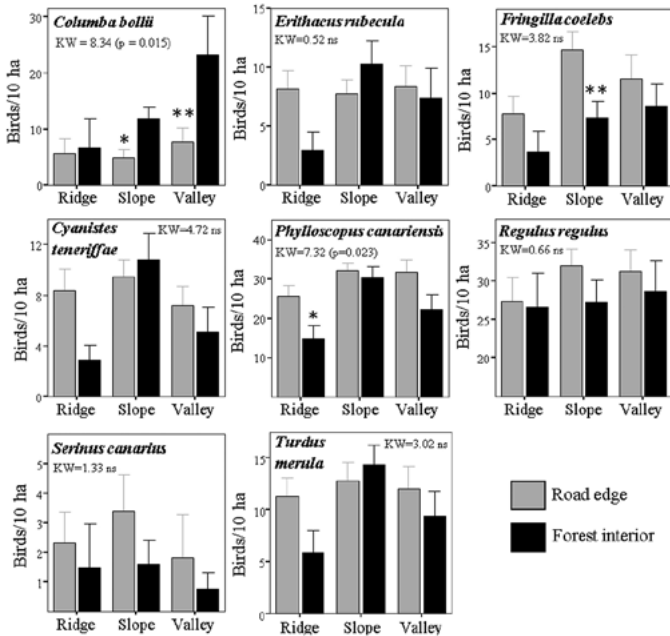 Columba bollii
KW = 8.34 (p = 0.015)
Birds/10 ha
30
20
10
0
*
**
Ridge Slope Valley
Erithacus rubecula
KW=0.52 ns
15
10
5
0
Ridge Slope Valley
Fringilla coelebs
KW=3.82 ns
15
10
5
0
**
Ridge Slope Valley
Cyanistes
teneriffae
KW=4.72 ns
Birds/10 ha
12
8
4
0
Ridge Slope Valley
Phylloscopus canariensis
KW=7.32 (p=0.023)
40
30
20
10
*
Ridge Slope Valley
Regulus regulus
KW=0.66 ns
35
30
25
20
Ridge Slope Valley
Serinus canarius
KW=1.33 ns
Birds/10 ha
5
4
3
2
1
Ridge Slope Valley
Turdus
merula
KW=3.02 ns
15
10
5
0
Ridge Slope Valley
Road edge
Forest interior